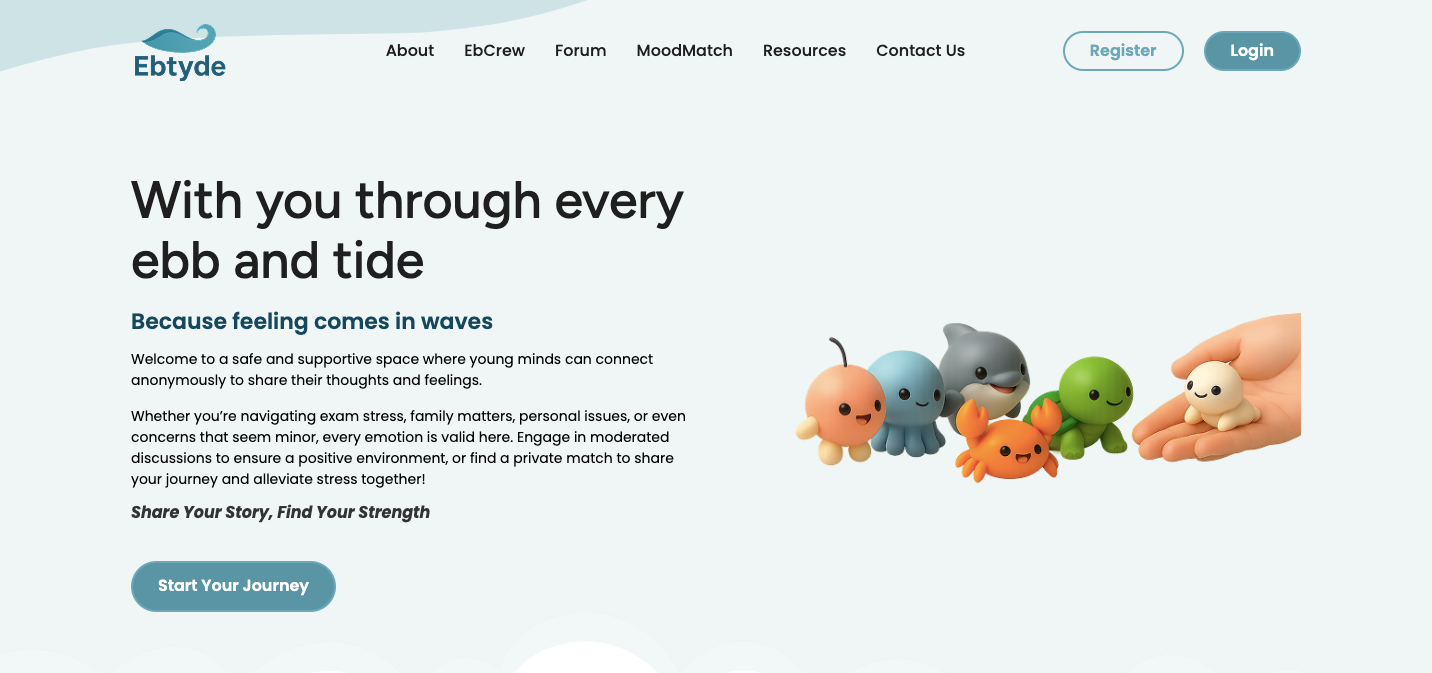 Ebtyde
About EbCrew Forum MoodMatch Resources Contact Us
Register Login
With you through every
ebb and tide
Because feeling comes in waves
Welcome to a safe and supportive space where young minds can connect
anonymously to share their thoughts and feelings.
Whether you’re navigating exam stress, family matters, personal issues, or even
concerns that seem minor, every emotion is valid here. Engage in moderated
discussions to ensure a positive environment, or find a private match to share
your journey and alleviate stress together!
Share Your Story, Find Your Strength
Start Your Journey